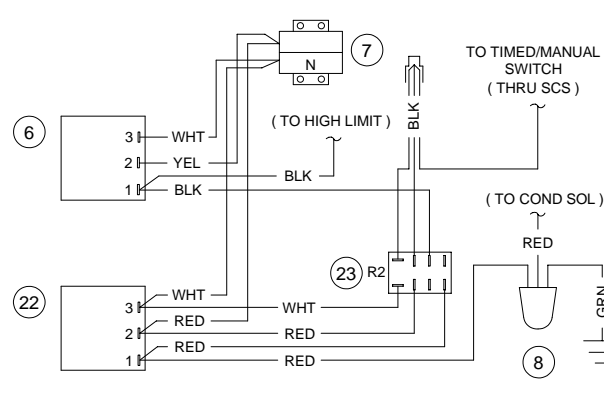 7
N
TO TIMED/MANUAL
SWITCH
( THRU SCS )
BLK
( TO HIGH LIMIT )
6
3 WHT
2 YEL
BLK
1 BLK
( TO COND SOL )
RED
23 R2
22
WHT
3 WHT
RED
2 RED
RED
1 RED
GRN
8